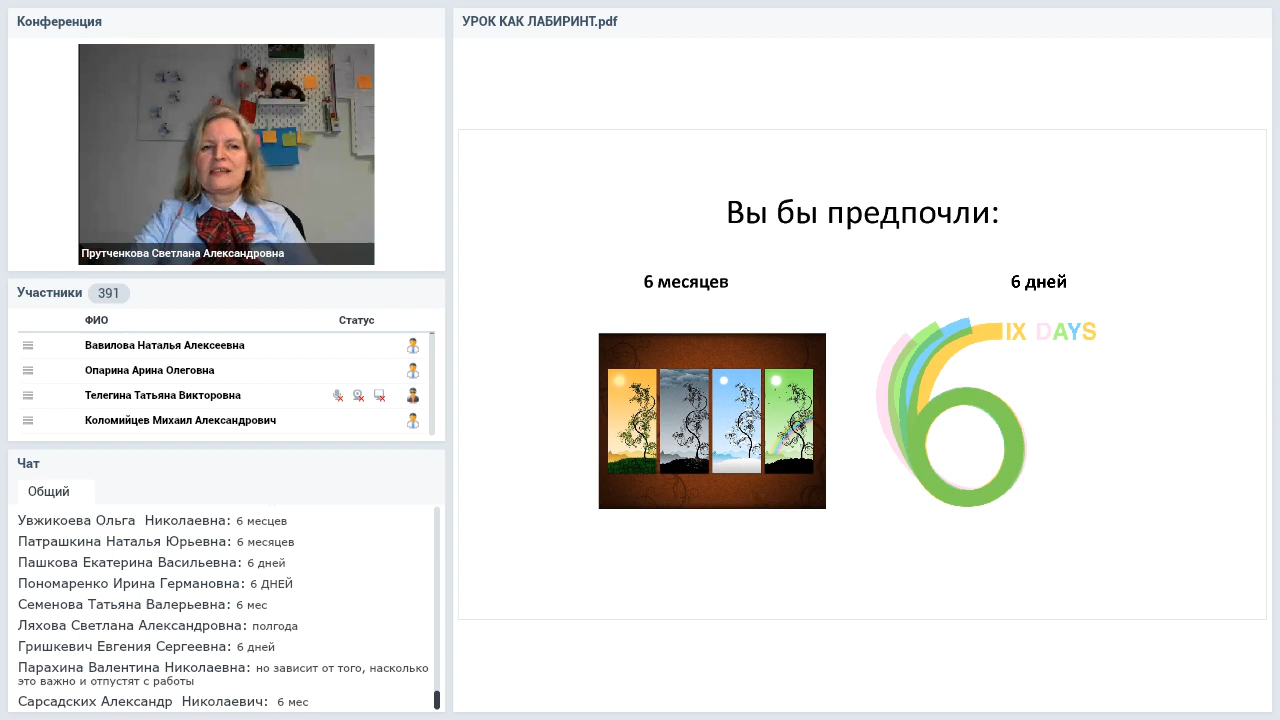 Конференция
Прутченкова Светлана Александровна
Участники 391
ФИО Статус
Вавилова Наталья Алексеевна
Опарина Арина Олеговна
Телегина Татьяна Викторовна
Коломийцев Михаил Александрович
Чат
Общий
Увжикоева Ольга Николаевна: 6 месцев
Патрашкина Наталья Юрьевна: 6 месяцев
Пашкова Екатерина Васильевна: 6 дней
Пономаренко Ирина Германовна: 6 ДНЕЙ
Семенова Татьяна Валерьевна: 6 мес
Ляхова Светлана Александровна: полгода
Гришкевич Евгения Сергеевна: 6 дней
Парахина Валентина Николаевна: но зависит от того, насколько
это важно и отпустят с работы
Сарсадских Александр Николаевич: 6 мес
УРОК КАК ЛАБИРИНТ.pdf
Вы бы предпочли:
6 месяцев
6 дней
6IX DAYS